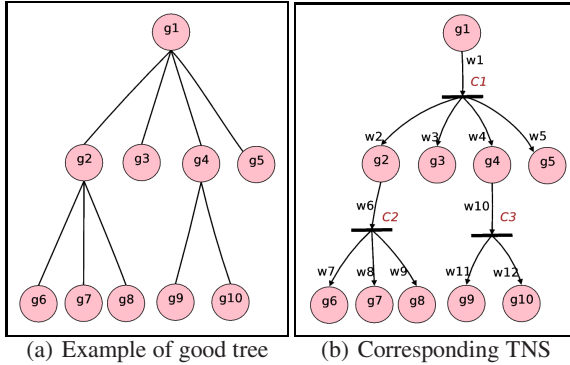 g1
g2
g3
g4
g5
g6
g7
g8
g9
g10
(a) Example of good tree
g1
w1
C1
w2
w3
w4
w5
g2
g3
g4
g5
w6
w10
C2
C3
w7
w8
w9
w11
w12
g6
g7
g8
g9
g10
(b) Corresponding TNS